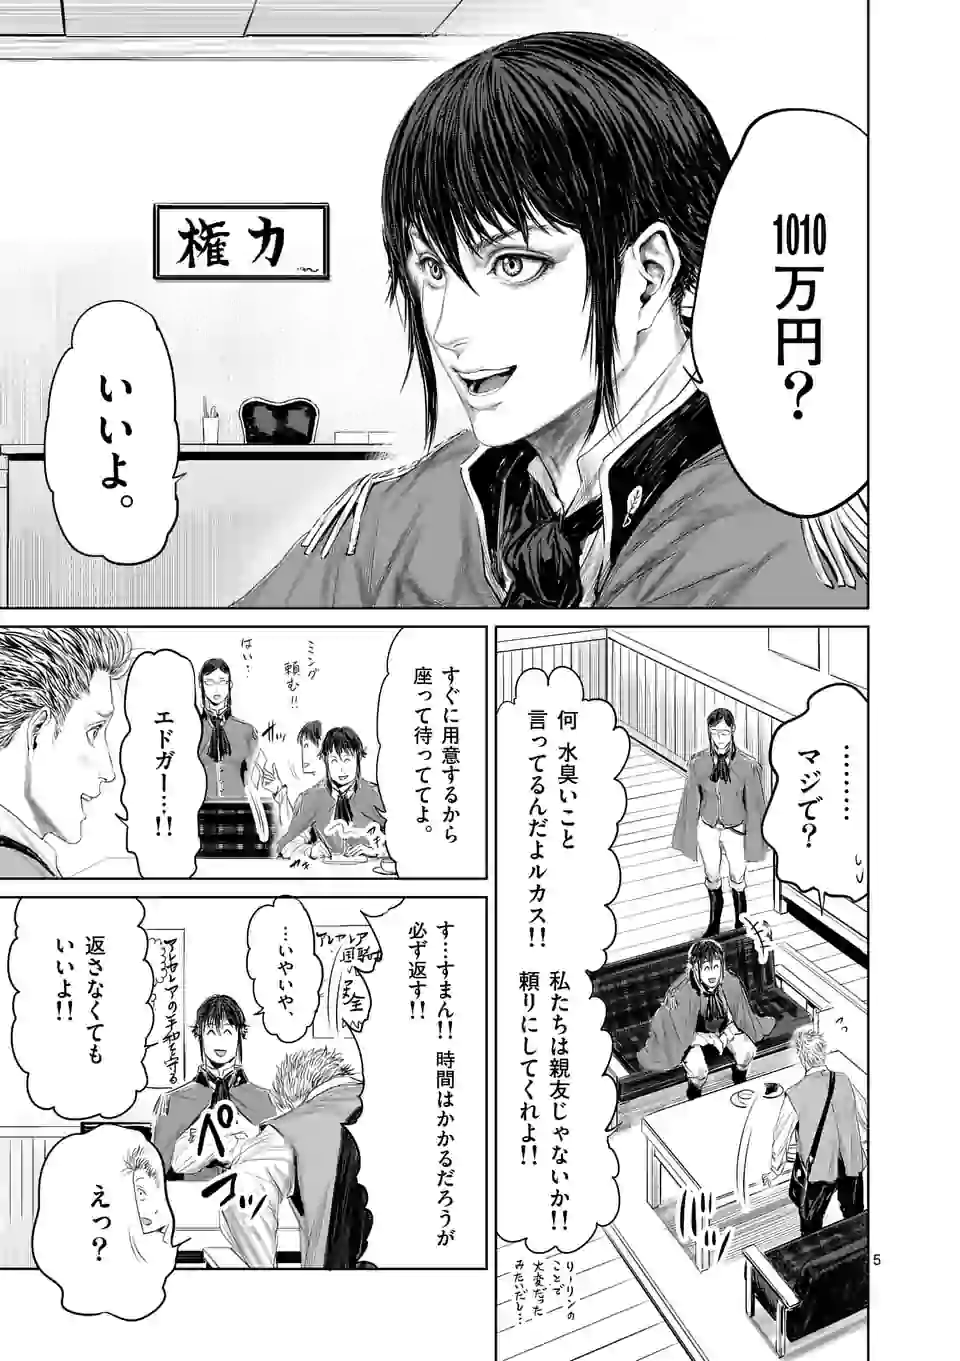 1010
万円?
権力
いいよ。
………
マジで?
何 水臭いこと
言ってるんだよルカス!!
私たちは親友じゃないか!!
頼りにしてくれよ!!
リーリンの
ことで
大変だった
みたいだし…
すぐに用意するから
座って待っててよ。
ミング
頼む!!
はい…
エドガー…!!
す…すまん!! 時間はかかるだろうが
必ず返す!!
…いやいや、
返さなくても
いいよ!!
ペコ
えっ?
5